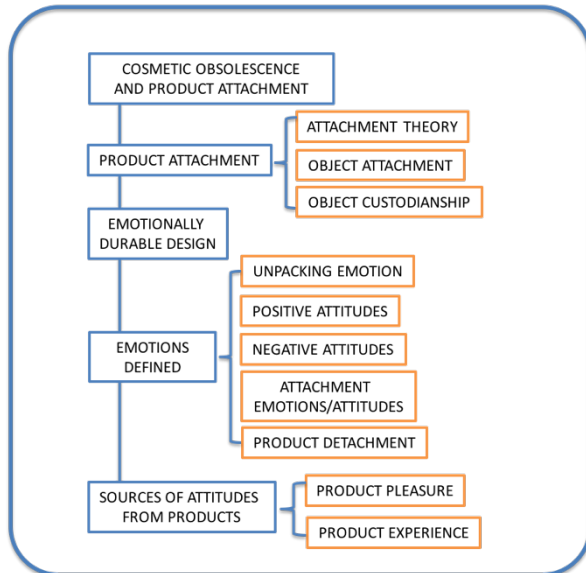 COSMETIC OBSOLESCENCE
AND PRODUCT ATTACHMENT
PRODUCT ATTACHMENT
ATTACHMENT THEORY
OBJECT ATTACHMENT
OBJECT CUSTODIANSHIP
EMOTIONALLY
DURABLE DESIGN
EMOTIONS
DEFINED
UNPACKING EMOTION
POSITIVE ATTITUDES
NEGATIVE ATTITUDES
ATTACHMENT
EMOTIONS/ATTITUDES
PRODUCT DETACHMENT
SOURCES OF ATTITUDES
FROM PRODUCTS
PRODUCT PLEASURE
PRODUCT EXPERIENCE